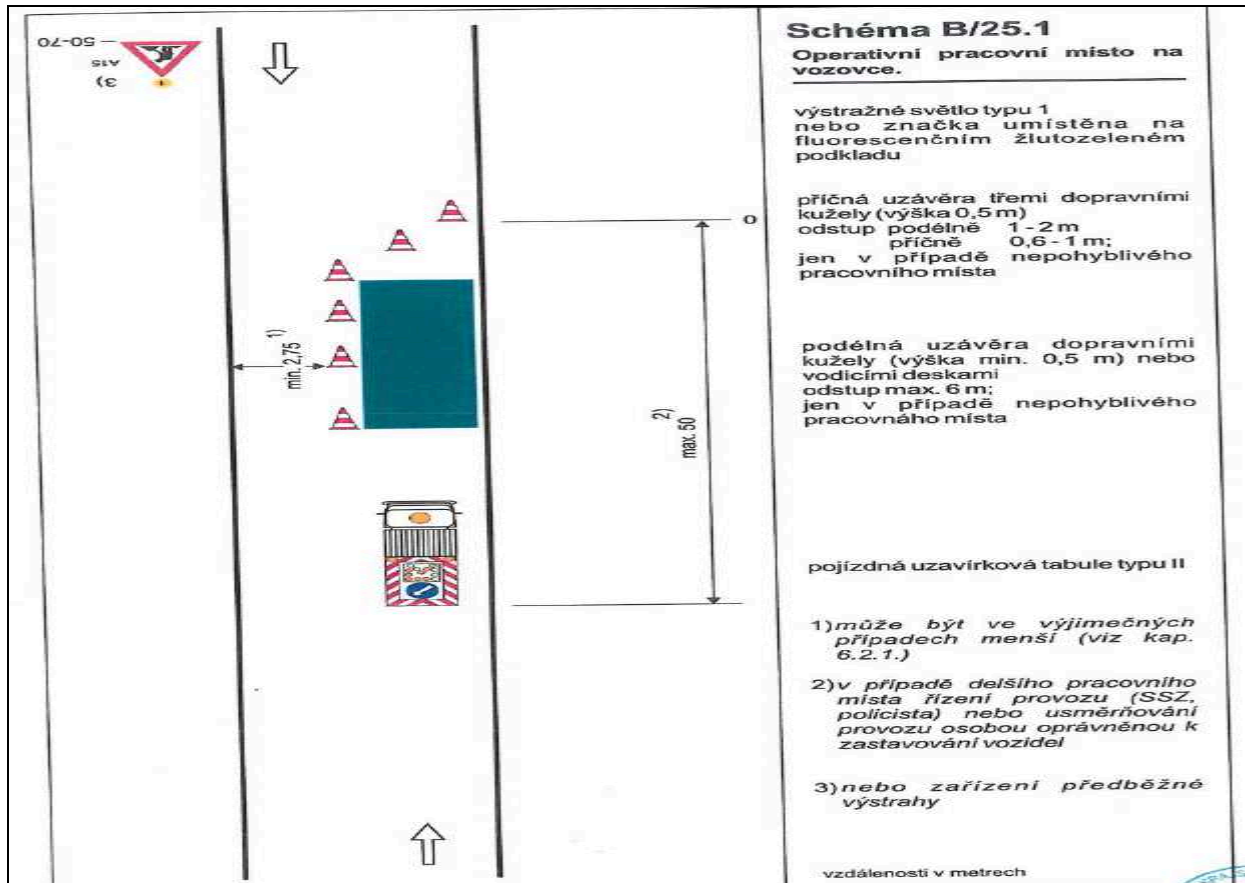 Schéma B/25.1
Operativní pracovní místo na
vozovce.
50-70
A15
3)
výstražné světlo typu 1
nebo značka umístěna na
fluorescenčním žlutozeleném
podkladu
příčná uzávěra třemi dopravními
kužely (výška 0,5 m)
odstup podélně 1 - 2 m
příčně 0,6 - 1 m;
jen v případě nepohyblivého
pracovního místa
0
min. 2,75 1)
max. 50 2)
podélná uzávěra dopravními
kužely (výška min. 0,5 m) nebo
vodicími deskami
odstup max. 6 m;
jen v případě nepohyblivého
pracovnáho místa
pojízdná uzavírková tabule typu II
1) může být ve výjimečných
případech menší (viz kap.
6.2.1.)
2) v případě delšího pracovního
místa řízení provozu (SSZ,
policista) nebo usměrňování
provozu osobou oprávněnou k
zastavování vozidel
3) nebo zařízení předběžné
výstrahy
vzdálenosti v metrech